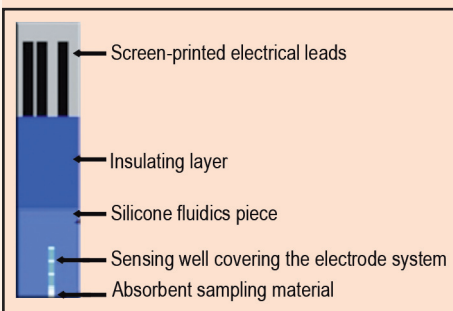 Screen-printed electrical leads
Insulating layer
Silicone fluidics piece
Sensing well covering the electrode system
Absorbent sampling material